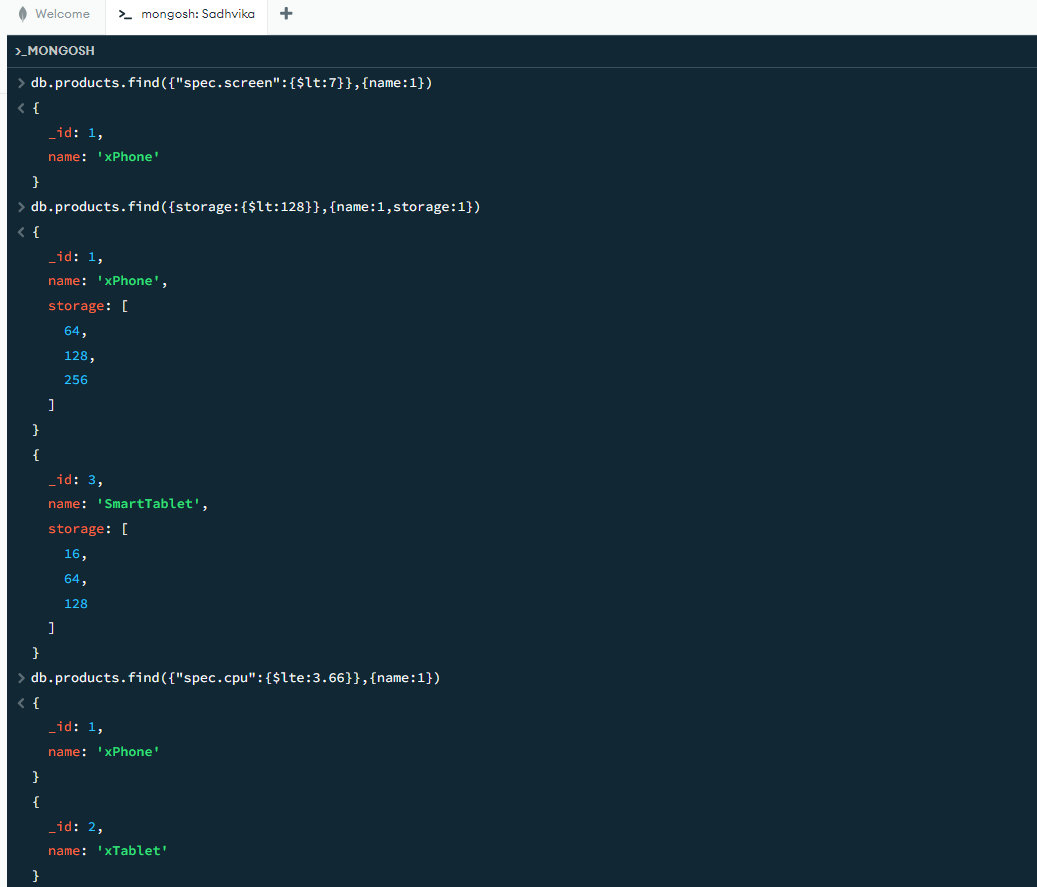 Welcome
>_ mongosh: Sadhvika +
>_MONGOSH
> db.products.find({"spec.screen":{$lt:7}},{name:1})
< {
_id: 1,
name: 'xPhone'
}
> db.products.find({storage:{$lt:128}},{name:1,storage:1})
< {
_id: 1,
name: 'xPhone',
storage: [
64,
128,
256
]
}
{
_id: 3,
name: 'SmartTablet',
storage: [
16,
64,
128
]
}
> db.products.find({"spec.cpu":{$lte:3.66}},{name:1})
< {
_id: 1,
name: 'xPhone'
}
{
_id: 2,
name: 'xTablet'
}